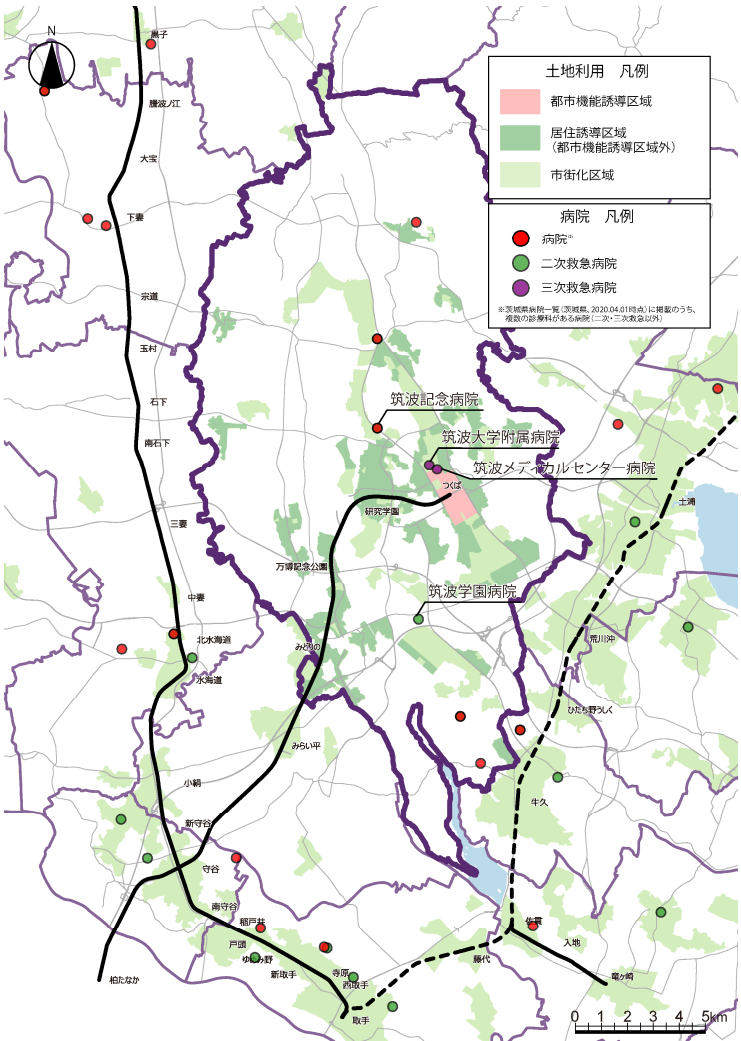 N
黒子
騰波ノ江
大宝
下妻
宗道
玉村
石下
南石下
三妻
中妻
北水海道
水海道
小絹
新守谷
守谷
南守谷
稲戸井
戸頭
ゆめみ野
新取手
寺原
西取手
取手
柏たなか
土地利用 凡例
都市機能誘導区域
居住誘導区域
(都市機能誘導区域外)
市街化区域
病院 凡例
病院※
二次救急病院
三次救急病院
※茨城県病院一覧(茨城県、2020.04.01時点)に掲載のうち、
複数の診療科がある病院(二次・三次救急以外)
筑波記念病院
筑波大学附属病院
筑波メディカルセンター病院
つくば
研究学園
万博記念公園
筑波学園病院
みどりの
みらい平
土浦
荒川沖
ひたち野うしく
牛久
佐貫
入地
竜ヶ崎
藤代
0 1 2 3 4 5km